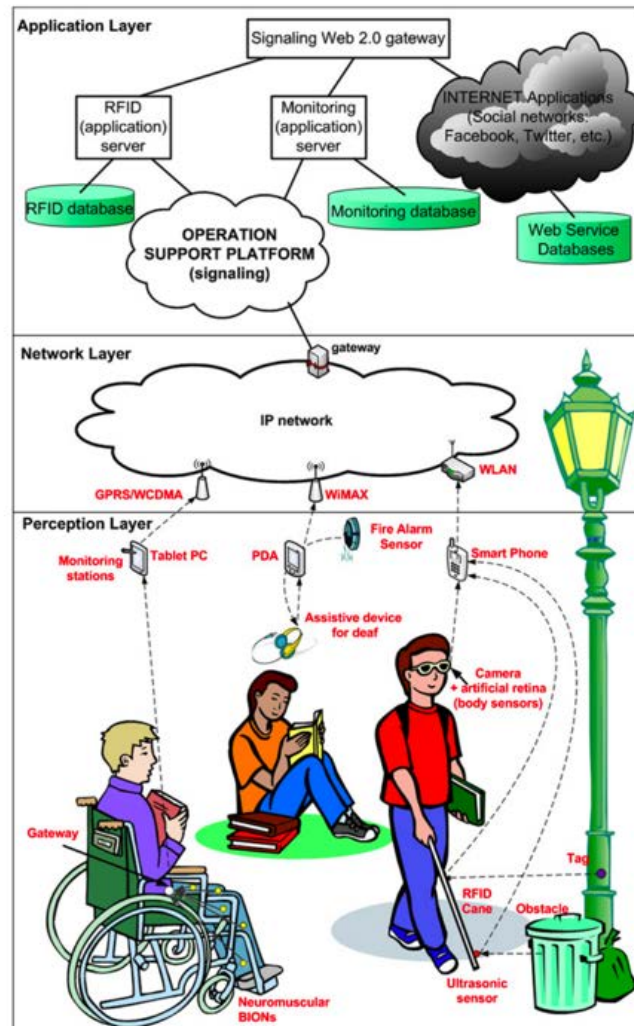 Application Layer
Signaling Web 2.0 gateway
RFID
(application)
server
Monitoring
(application)
server
INTERNET Applications
(Social networks:
Facebook, Twitter, etc.)
RFID database
Monitoring database
Web Service
Databases
OPERATION
SUPPORT PLATFORM
(signaling)
Network Layer
gateway
IP network
GPRS/WCDMA
WiMAX
WLAN
Perception Layer
Monitoring
stations
Tablet PC
PDA
Fire Alarm
Sensor
Smart Phone
Assistive device
for deaf
Camera
+ artificial retina
(body sensors)
Gateway
Tag
RFID
Cane
Obstacle
Ultrasonic
sensor
Neuromuscular
BIONs